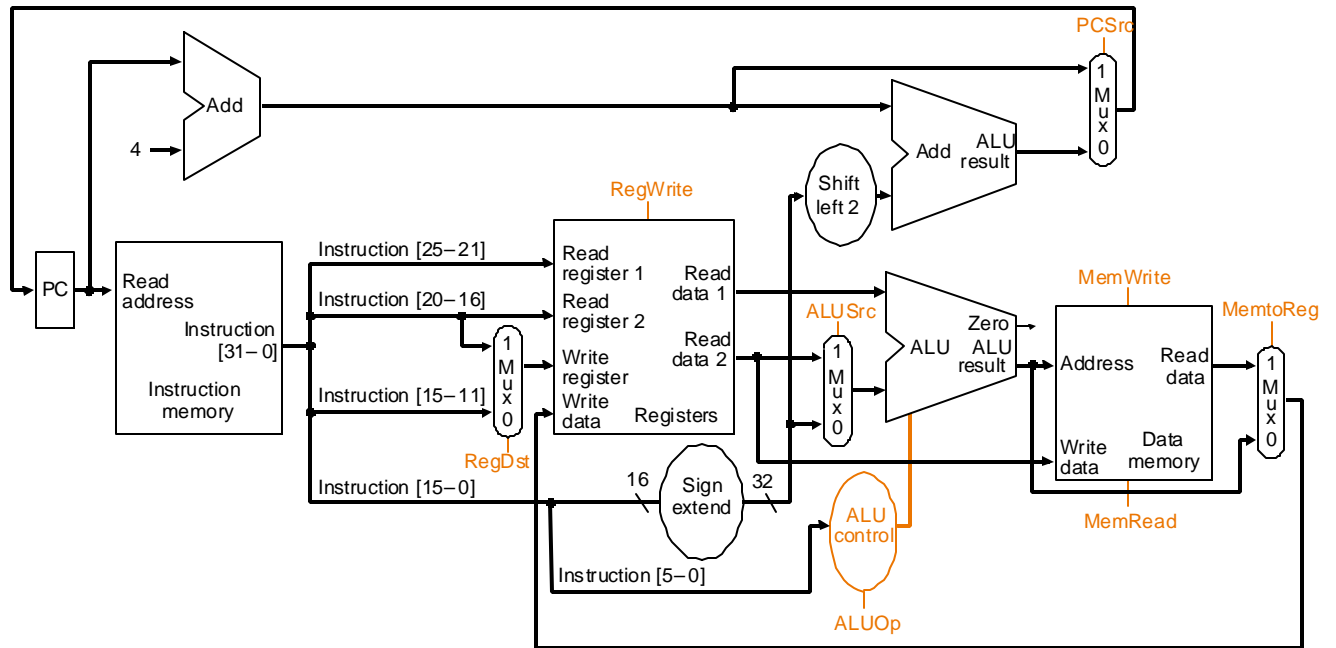 PCSrc
1
M
u
x
0
Add
4
Add
ALU
result
Shift
left 2
RegWrite
PC
Read
address
Instruction
[31–0]
Instruction
memory
Instruction [25–21]
Instruction [20–16]
Instruction [15–11]
Instruction [15–0]
1
M
u
x
0
RegDst
Read
register 1
Read
register 2
Write
register
Write
data
Read
data 1
Read
data 2
Registers
16
Sign
extend
32
Instruction [5–0]
ALUSrc
1
M
u
x
0
ALU
Zero
ALU
result
ALU
control
ALUOp
MemWrite
Address
Read
data
Write
data
Data
memory
MemRead
MemtoReg
1
M
u
x
0